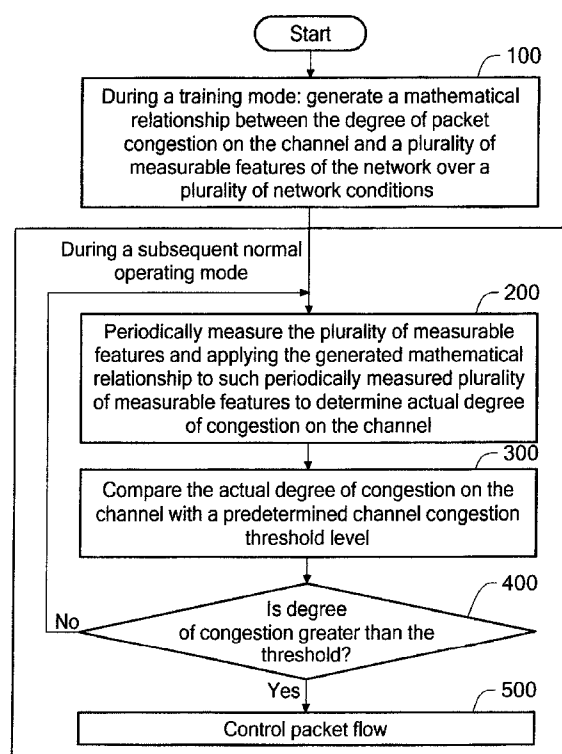 Start
100
During a training mode: generate a mathematical
relationship between the degree of packet
congestion on the channel and a plurality of
measurable features of the network over a
plurality of network conditions
During a subsequent normal
operating mode
200
Periodically measure the plurality of measurable
features and applying the generated mathematical
relationship to such periodically measured plurality
of measurable features to determine actual degree
of congestion on the channel
300
Compare the actual degree of congestion on the
channel with a predetermined channel congestion
threshold level
400
Is degree
of congestion greater than the
threshold?
No
Yes
500
Control packet flow